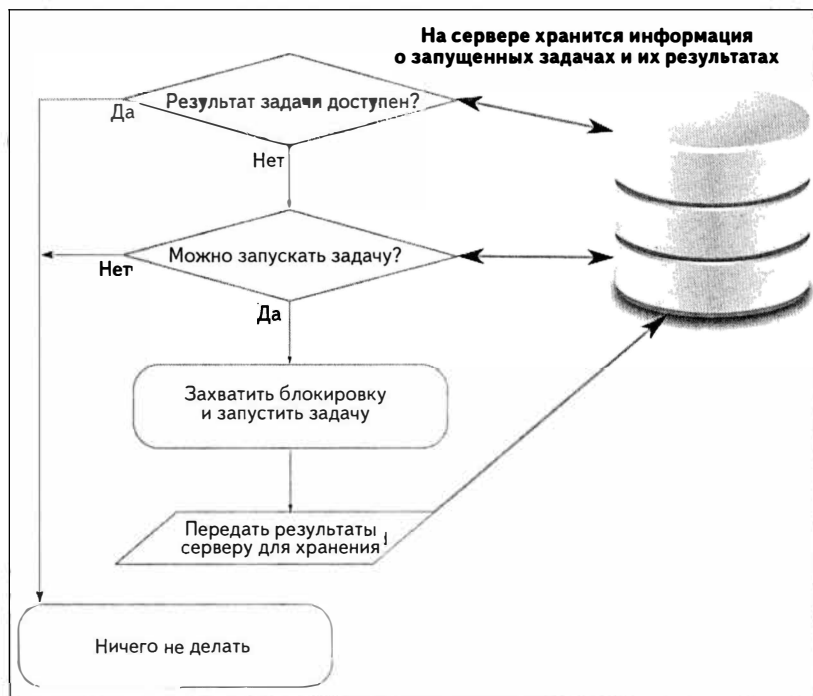 На сервере хранится информация
о запущенных задачах и их результатах
Результат задачи доступен?
Да
Нет
Можно запускать задачу?
Нет
Да
Захватить блокировку
и запустить задачу
Передать результаты
серверу для хранения
Ничего не делать